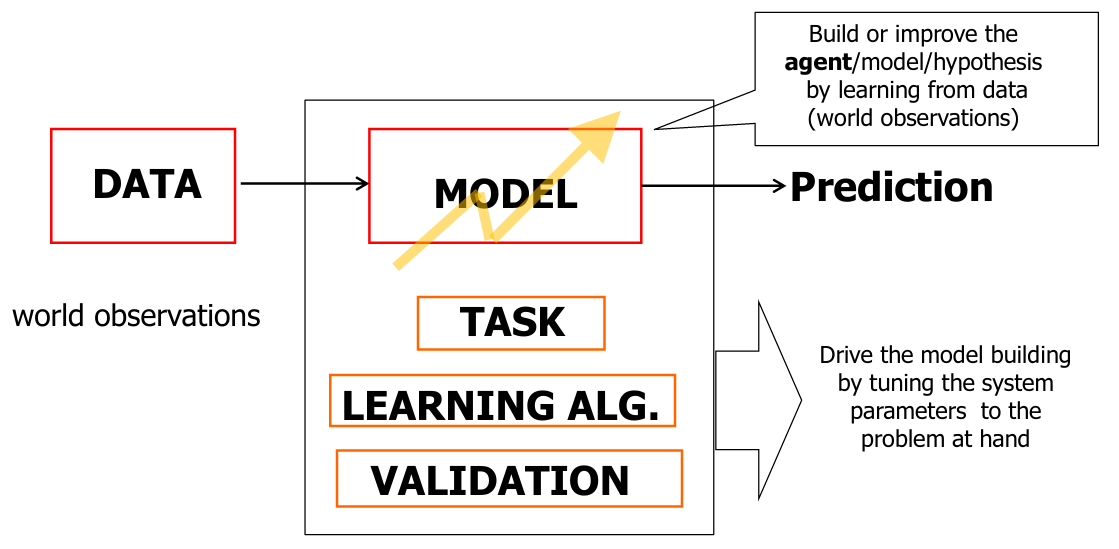 Build or improve the
agent/model/hypothesis
by learning from data
(world observations)
DATA
MODEL
Prediction
world observations
TASK
LEARNING ALG.
VALIDATION
Drive the model building
by tuning the system
parameters  to the
problem at hand